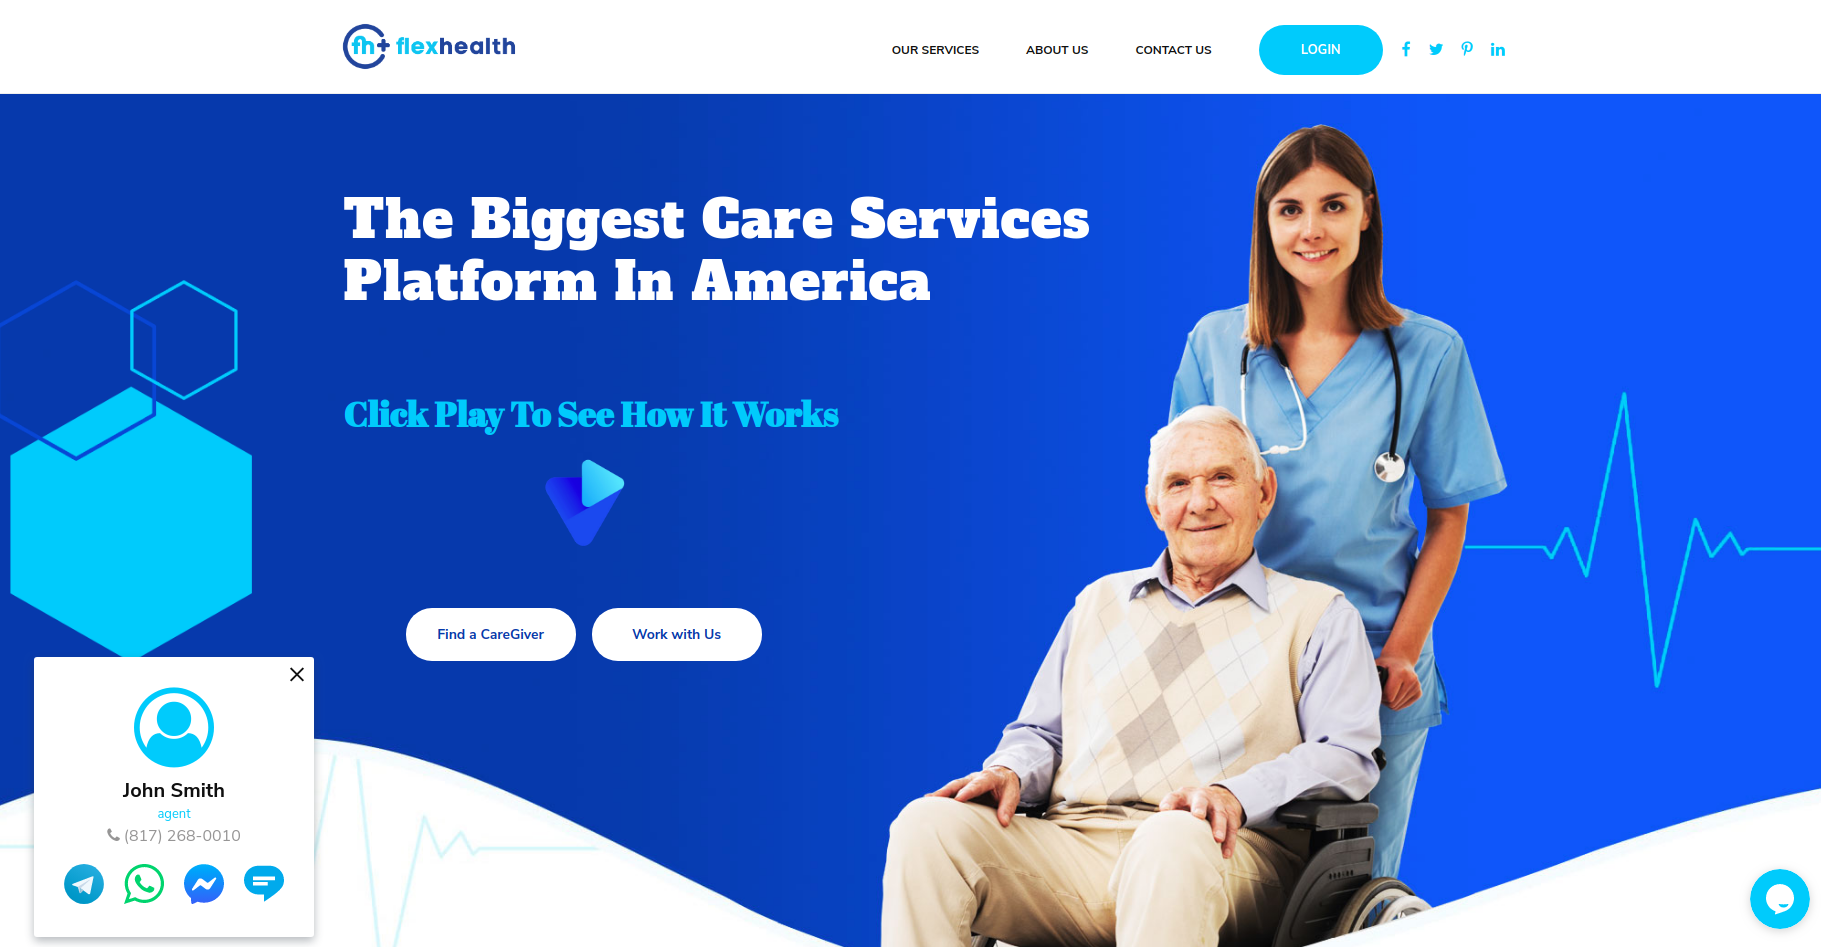 fh+ flexhealth
OUR SERVICES
ABOUT US
CONTACT US
LOGIN
The Biggest Care Services
Platform In America
Click Play To See How It Works
Find a CareGiver
Work with Us
John Smith
agent
(817) 268-0010